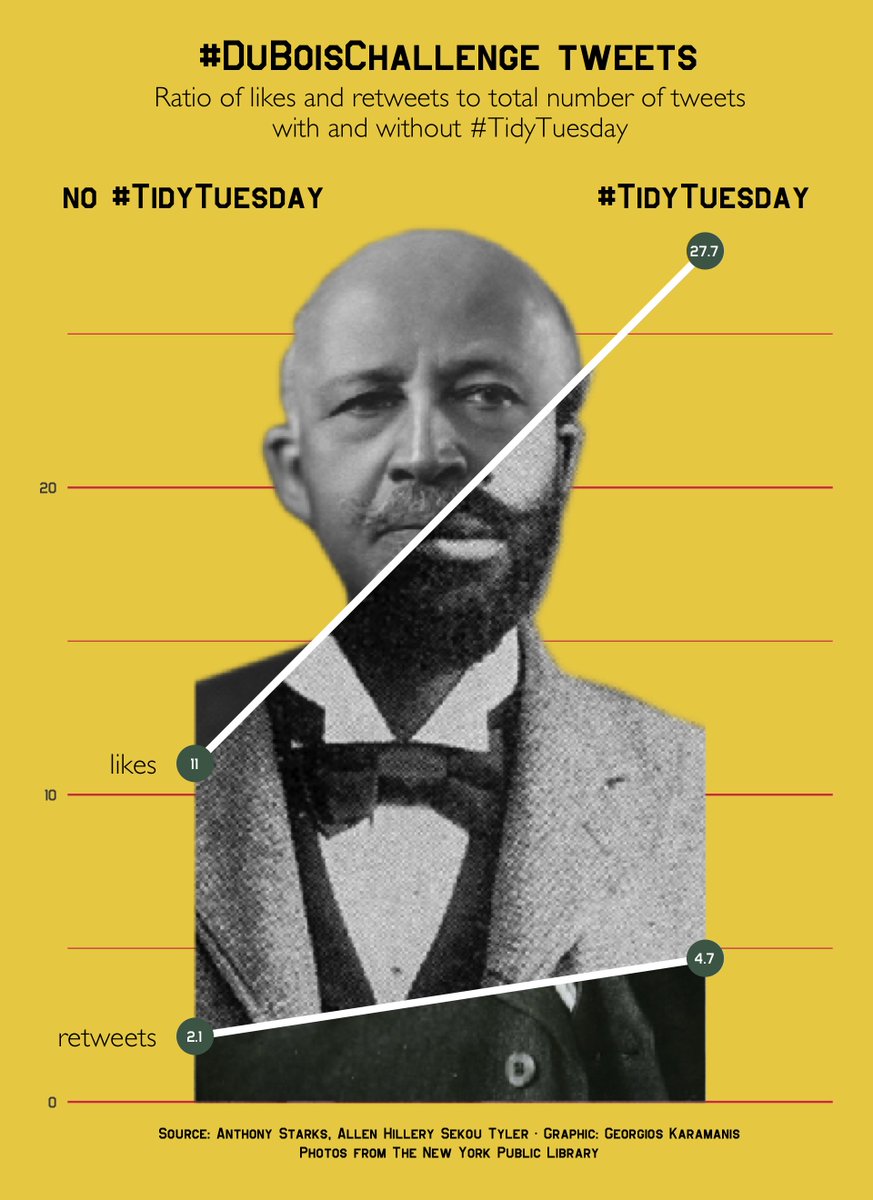 #DuBoisChallenge tweets
Ratio of likes and retweets to total number of tweets
with and without #TidyTuesday
no #TidyTuesday
#TidyTuesday
27.7
20
likes
11
10
4.7
retweets
2.1
0
Source: Anthony Starks, Allen Hillery Sekou Tyler · Graphic: Georgios Karamanis
Photos from The New York Public Library